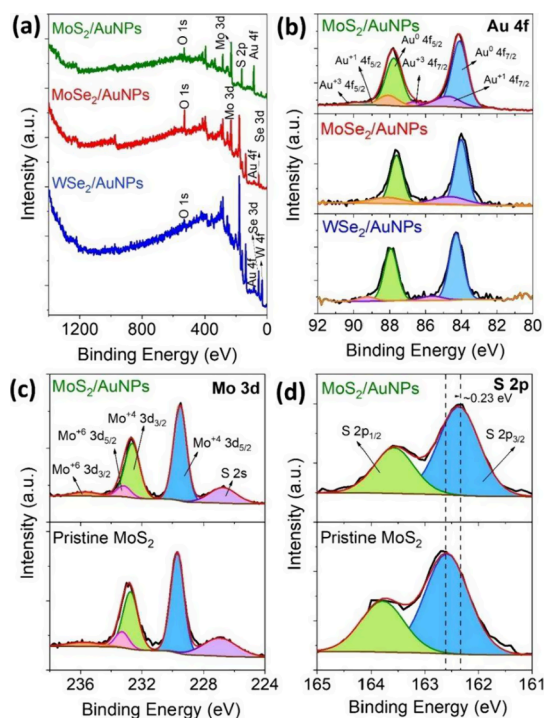 (a)
MoS2/AuNPs
O 1s
Mo 3d
S 2p
Au 4f
MoSe2/AuNPs
O 1s
Mo 3d
Au 4f
Se 3d
WSe2/AuNPs
O 1s
Au 4f
Se 3d
W 4f
Intensity (a.u.)
1200 800 400 0
Binding Energy (eV)
(b)
Au 4f
MoS2/AuNPs
Au+3 4f5/2
Au+1 4f5/2
Au0 4f5/2
Au+3 4f7/2
Au0 4f7/2
Au+1 4f7/2
MoSe2/AuNPs
WSe2/AuNPs
Intensity (a.u.)
92 90 88 86 84 82
Binding Energy (eV)
(c)
MoS2/AuNPs
Mo 3d
Mo+6 3d3/2
Mo+6 3d5/2
Mo+4 3d3/2
Mo+4 3d5/2
S 2s
Pristine MoS2
Intensity (a.u.)
236 232 228 224
Binding Energy (eV)
(d)
MoS2/AuNPs
S 2p
~0.23 eV
S 2p1/2
S 2p3/2
Pristine MoS2
Intensity (a.u.)
165 164 163 162 161
Binding Energy (eV)